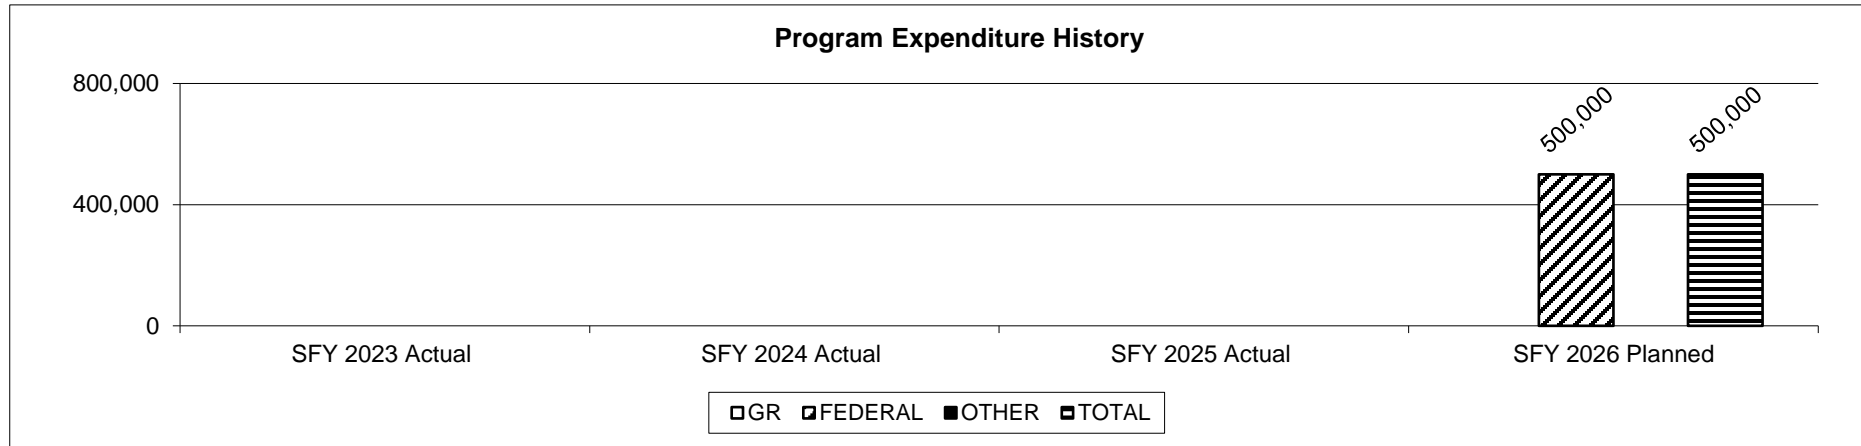 Program Expenditure History
800,000
400,000
0
500,000
500,000
SFY 2023 Actual
SFY 2024 Actual
SFY 2025 Actual
SFY 2026 Planned
GR FEDERAL OTHER TOTAL